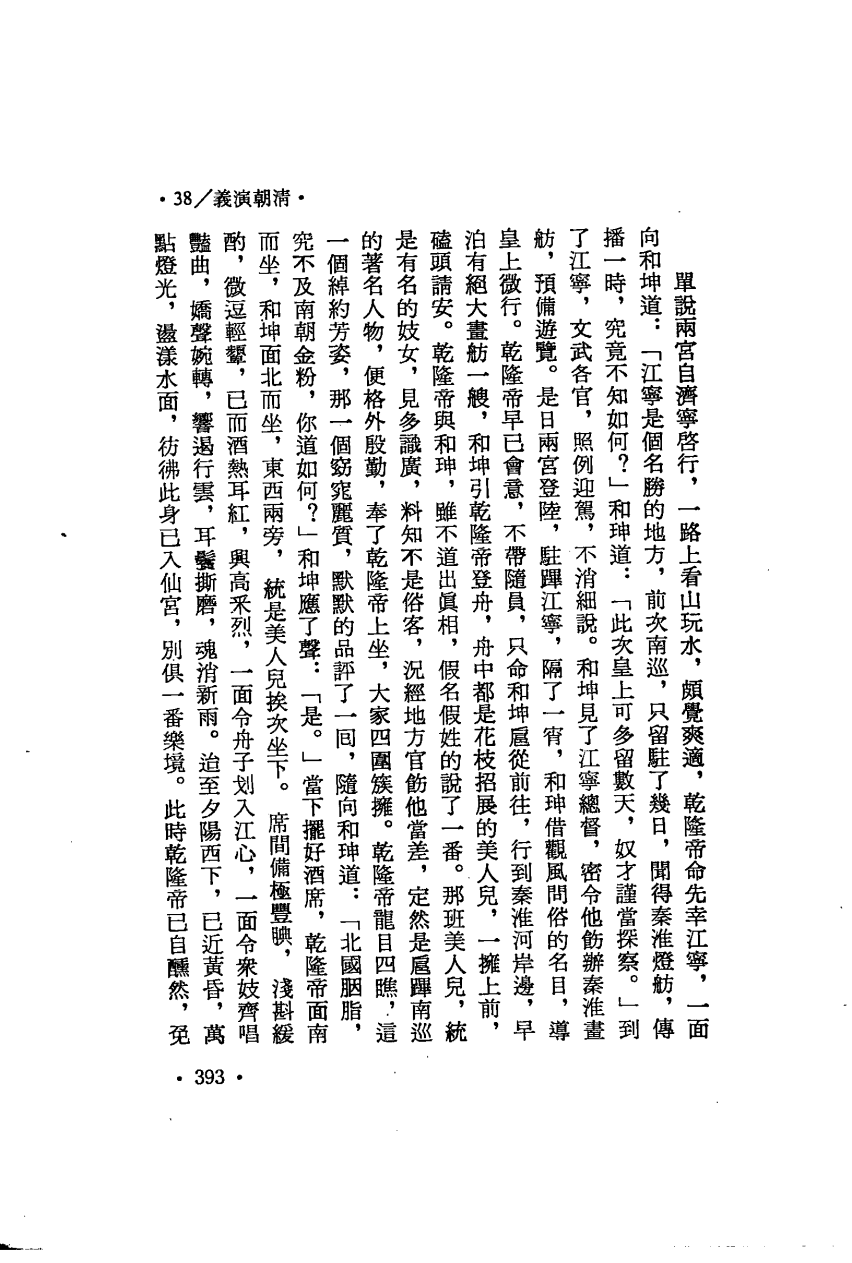 •38／義演朝清•
單說兩宮自濟寧啓行，一路上看山玩水，頗覺爽適，乾隆帝命先幸江寧，一面
向和坤道：「江寧是個名勝的地方，前次南巡，只留駐了幾日，聞得秦淮燈舫，傳
播一時，究竟不知如何？」和珅道：「此次皇上可多留數天，奴才謹當探察。」到
了江寧，文武各官，照例迎駕，不消細說。和坤見了江寧總督，密令他飭辦秦淮畫
舫，預備遊覽。是日兩宮登陸，駐蹕江寧，隔了一宵，和珅借觀風問俗的名目，導
皇上微行。乾隆帝早已會意，不帶隨員，只命和坤扈從前往，行到秦淮河岸邊，早
泊有絕大畫舫一艘，和坤引乾隆帝登舟，舟中都是花枝招展的美人兒，一擁上前，
磕頭請安。乾隆帝與和珅，雖不道出眞相，假名假姓的說了一番。那班美人兒，統
是有名的妓女，見多識廣，料知不是俗客，況經地方官飭他當差，定然是扈蹕南巡
的著名人物，便格外殷勤，奉了乾隆帝上坐，大家四圍簇擁。乾隆帝龍目四瞧，這
一個綽約芳姿，那一個窈窕麗質，默默的品評了一回，隨向和珅道：「北國胭脂，
究不及南朝金粉，你道如何？」和坤應了聲：「是。」當下擺好酒席，乾隆帝面南
而坐，和坤面北而坐，東西兩旁，統是美人兒挨次坐下。席間備極豐腆，淺斟緩
酌，微逗輕顰，已而酒熱耳紅，興高釆烈，一面令舟子划入江心，一面令衆妓齊唱
豔曲，嬌聲婉轉，響遏行雲，耳鬢撕磨，魂消新雨。迨至夕陽西下，已近黃昏，萬
點燈光，盪漾水面，彷彿此身已入仙宮，別俱一番樂境。此時乾隆帝已自醺然，免
•393•